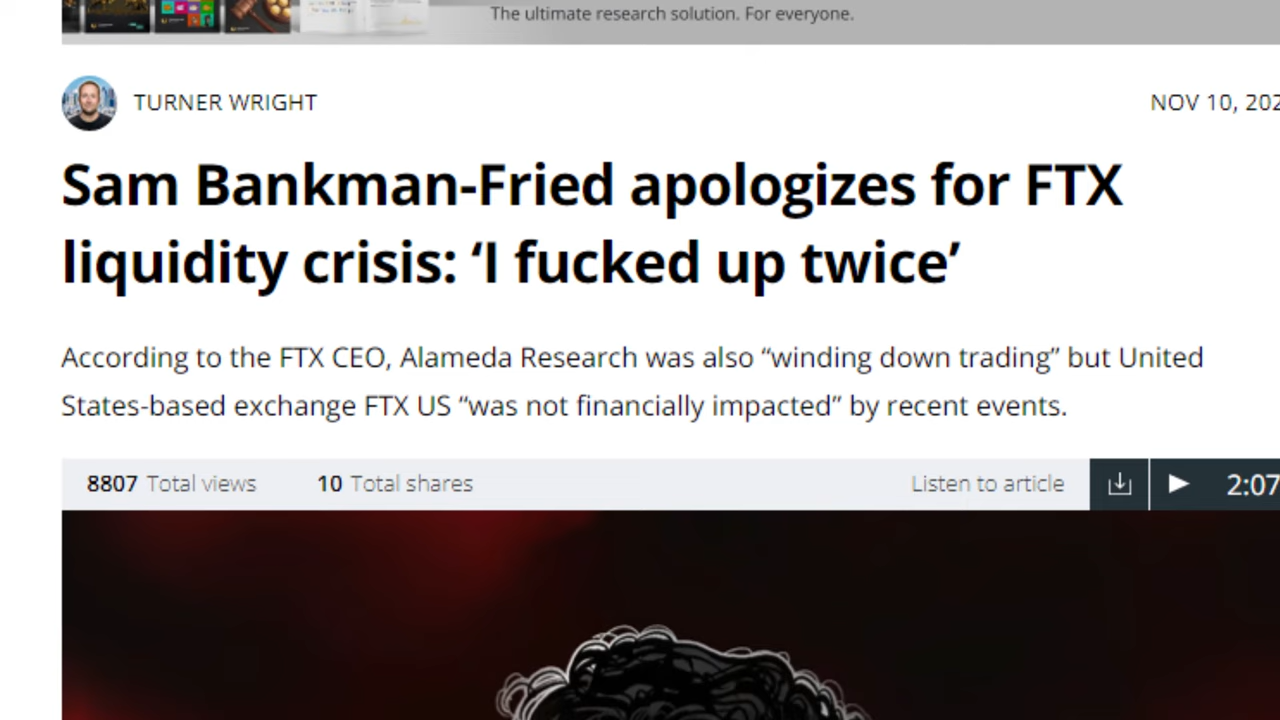 The ultimate research solution. For everyone.
TURNER WRIGHT
NOV 10, 202
Sam Bankman-Fried apologizes for FTX
liquidity crisis: ‘I fucked up twice’
According to the FTX CEO, Alameda Research was also “winding down trading” but United
States-based exchange FTX US “was not financially impacted” by recent events.
8807 Total views 10 Total shares Listen to article 2:07